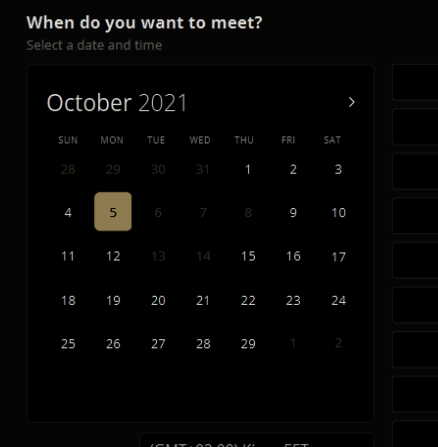 When do you want to meet?
Select a date and time
October 2021
SUN MON TUE WED THU FRI SAT
28 29 30 31 1 2 3
4 5 6 7 8 9 10
11 12 13 14 15 16 17
18 19 20 21 22 23 24
25 26 27 28 29 1 2